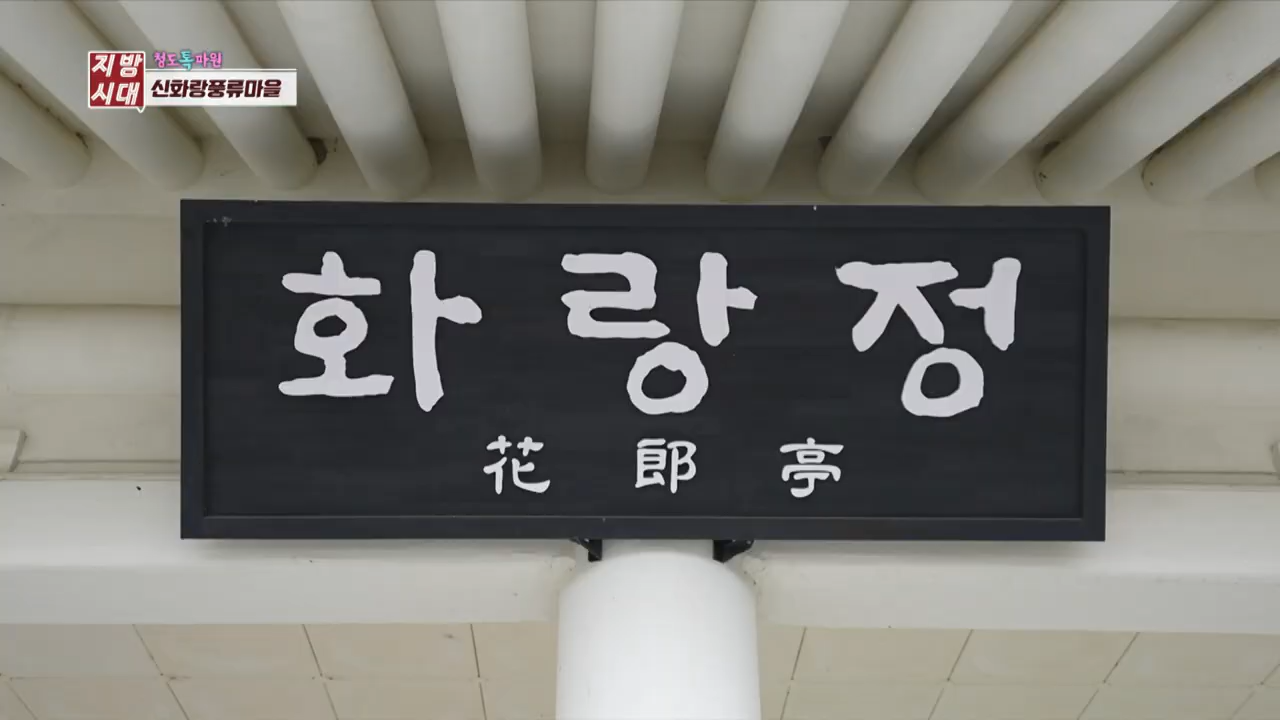 지방
시대
청도톡파원
신화랑풍류마을
화랑정
花郎亭